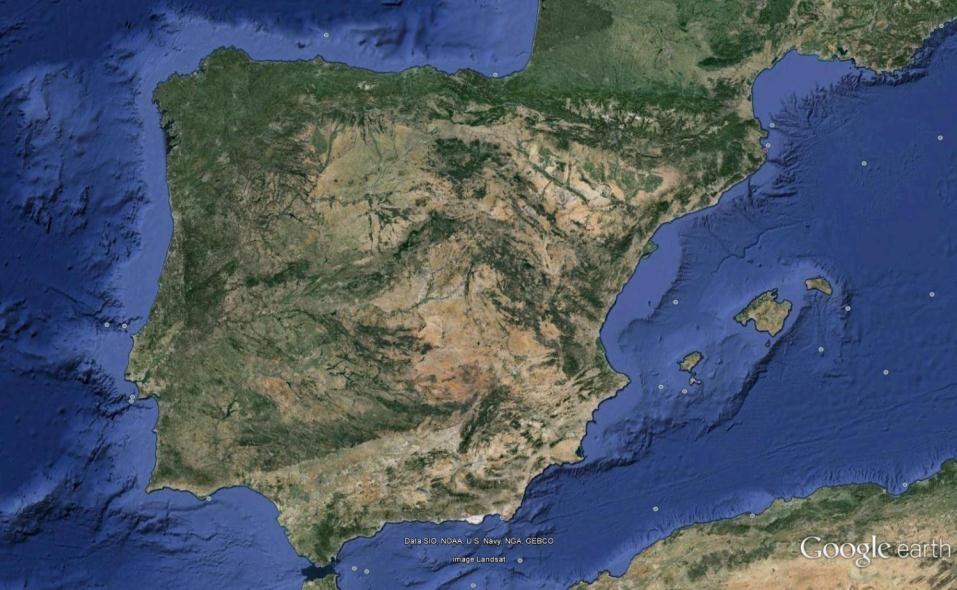 Data SIO, NOAA, U.S. Navy, NGA, GEBCO
Image Landsat
Google earth